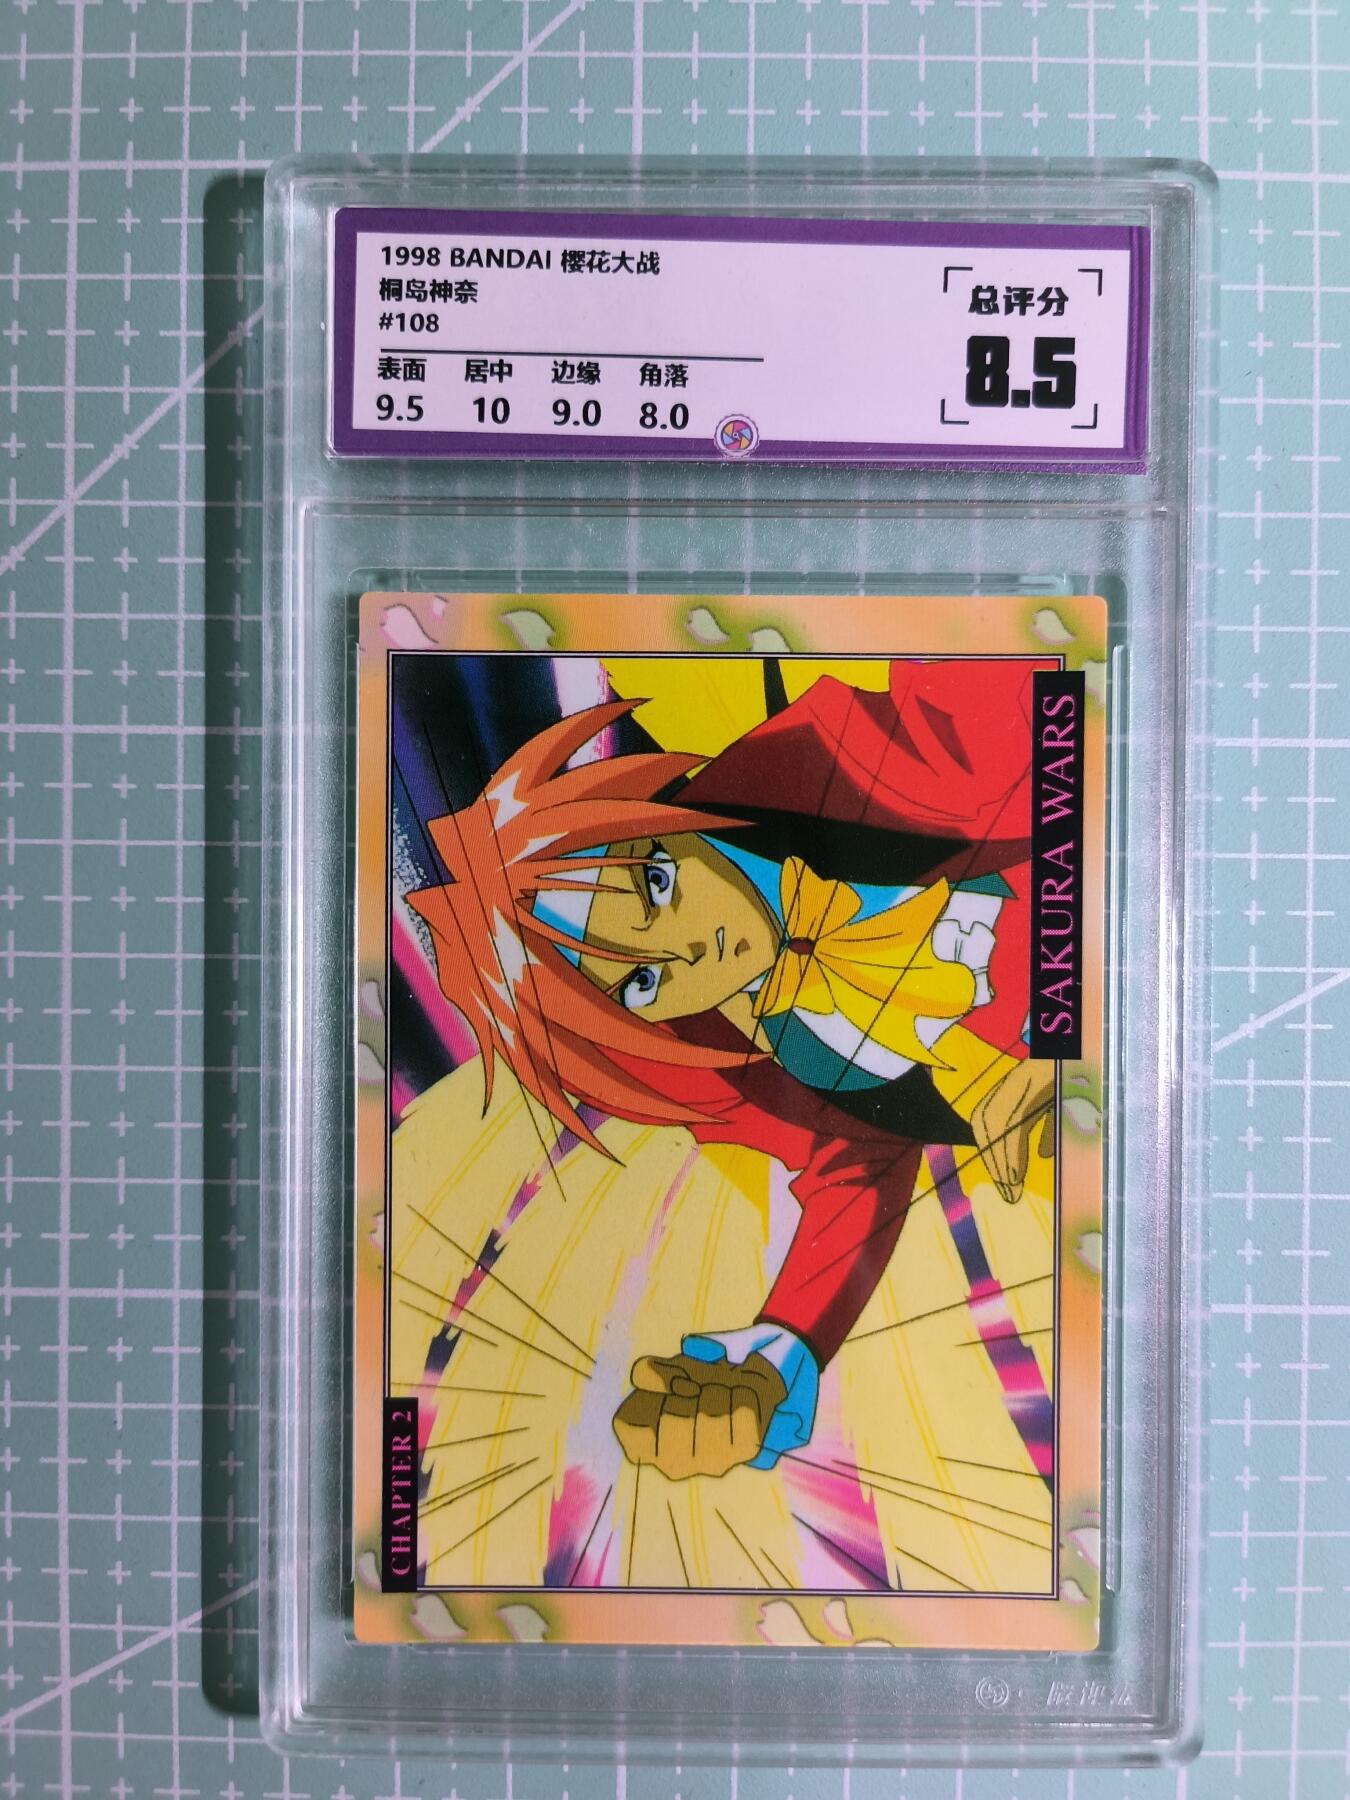 1998 BANDAI 樱花大战
桐岛神奈
#108
表面 居中 边缘 角落
9.5 10 9.0 8.0
总评分
8.5
SAKURA WARS
CHAPTER 2